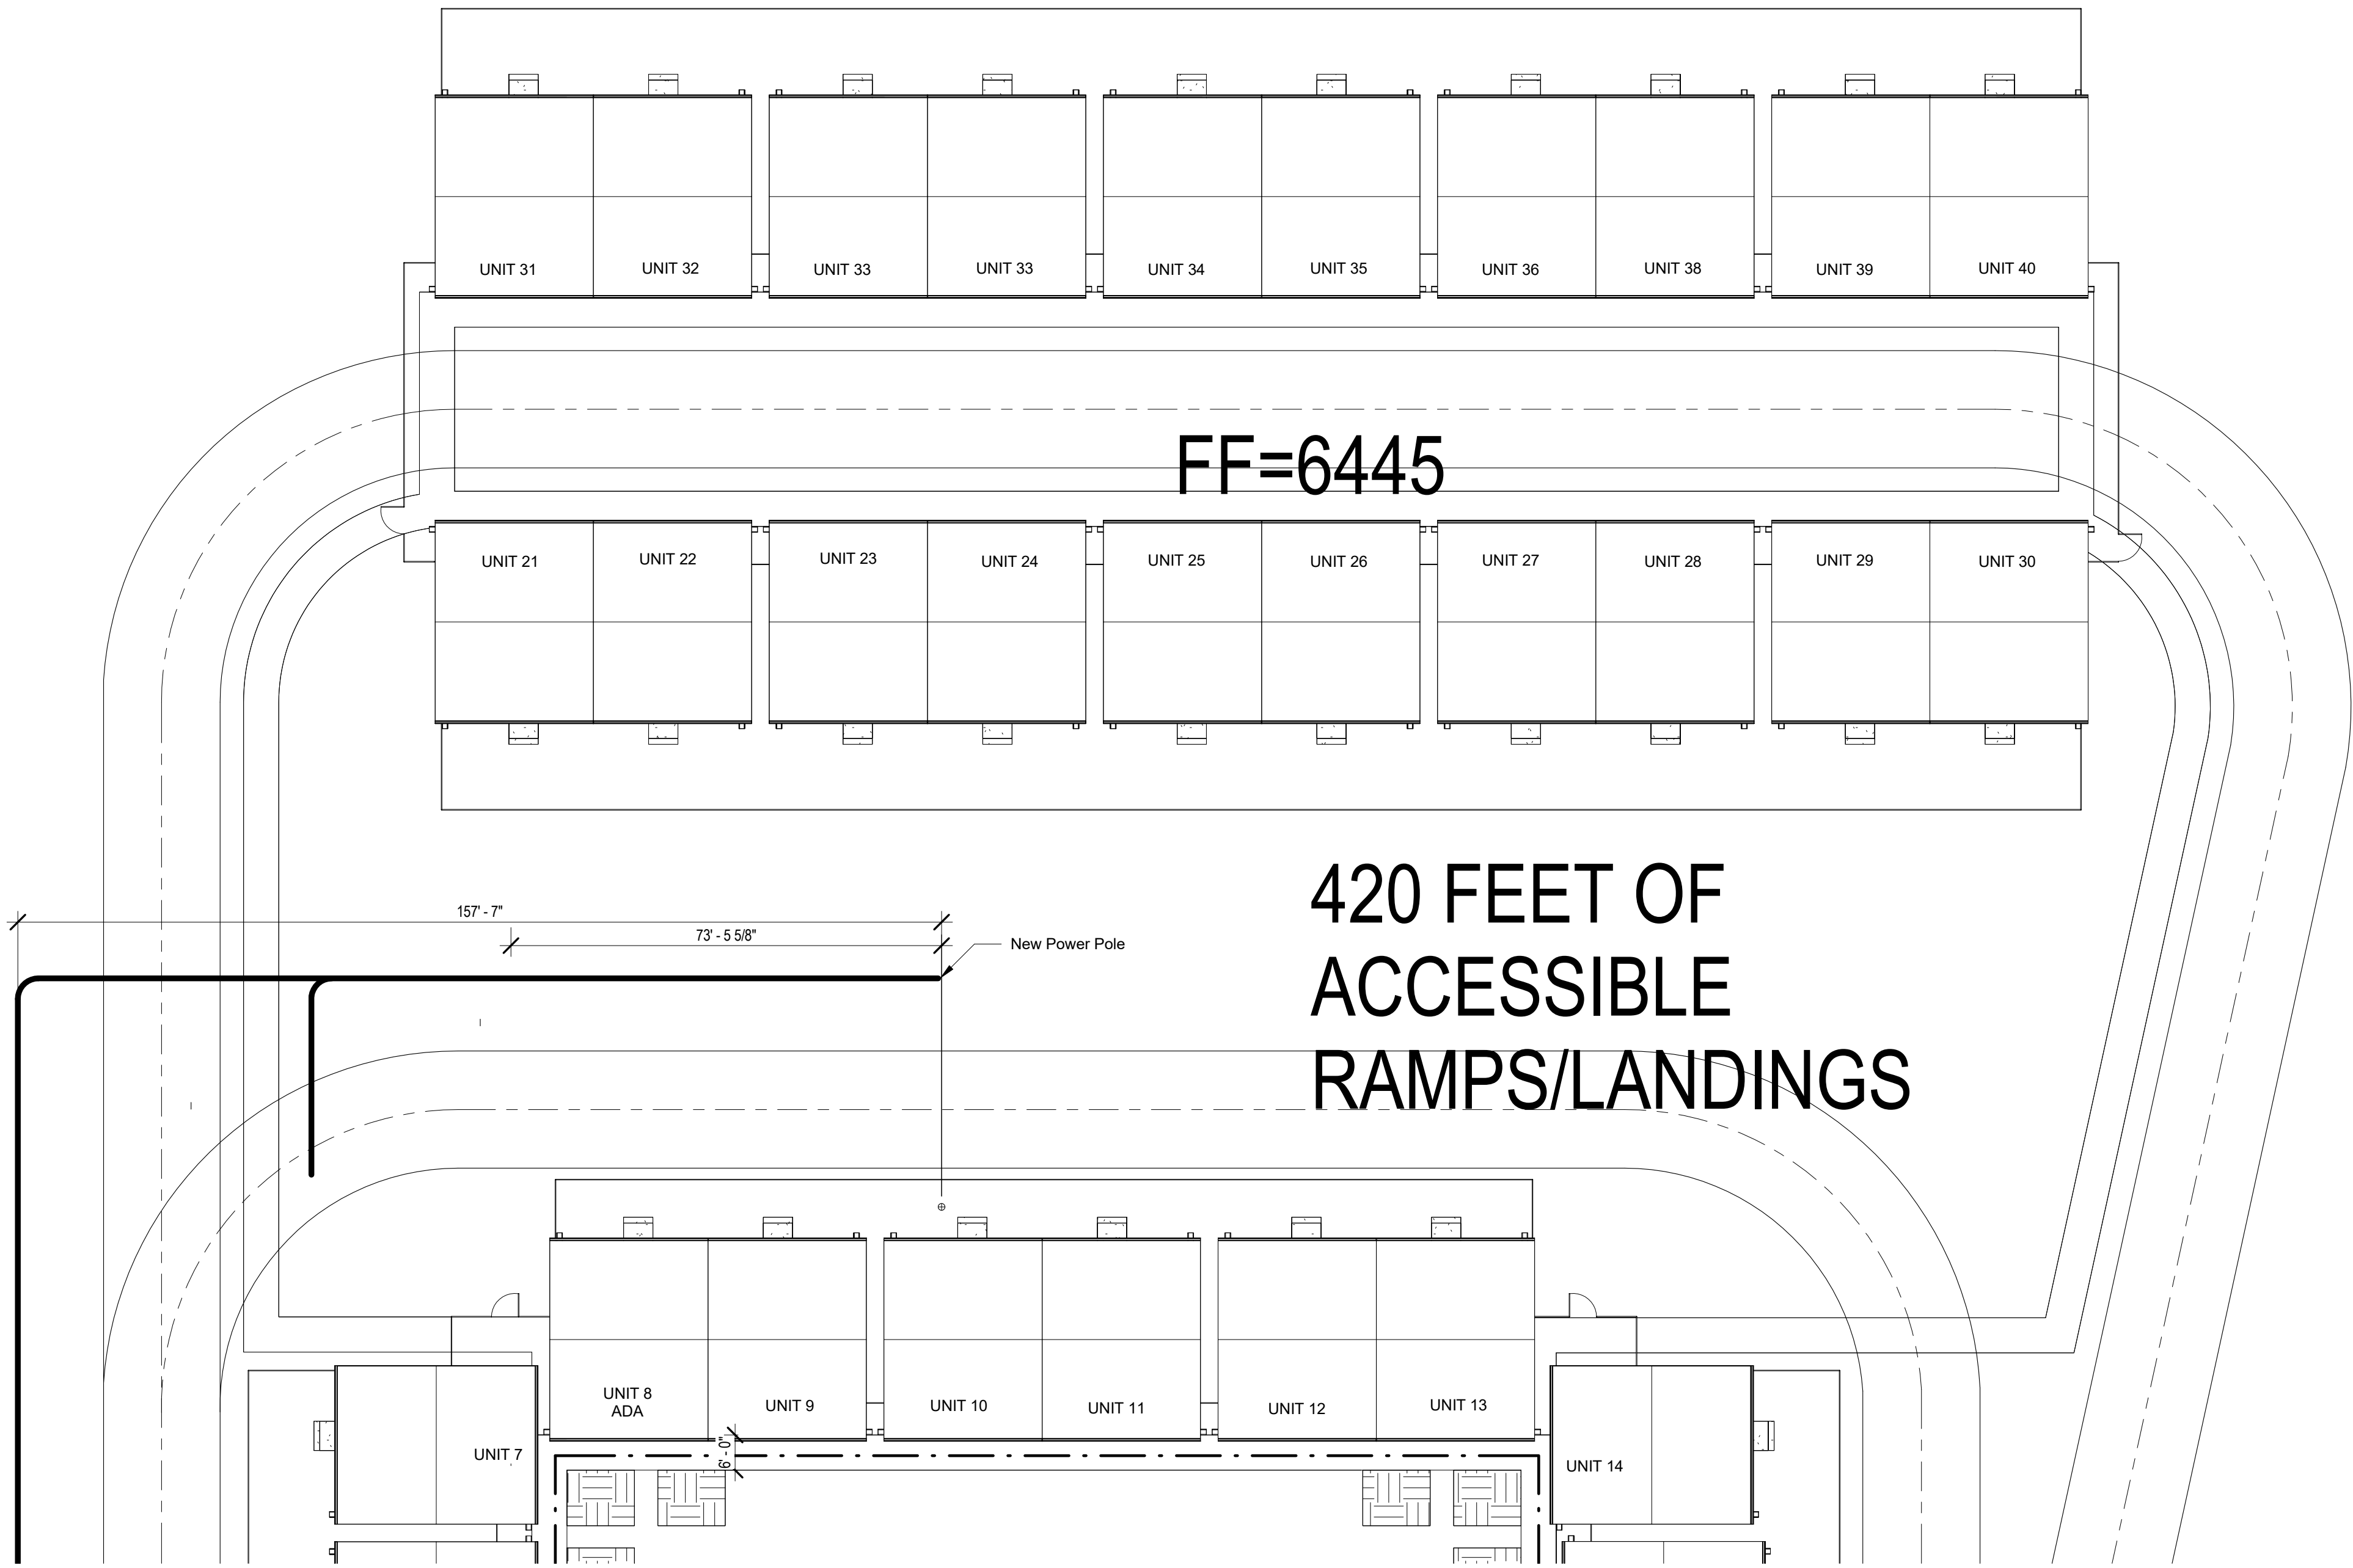 UNIT 31
UNIT 32
UNIT 33
UNIT 33
UNIT 34
UNIT 35
UNIT 36
UNIT 38
UNIT 39
UNIT 40
FF=6445
UNIT 21
UNIT 22
UNIT 23
UNIT 24
UNIT 25
UNIT 26
UNIT 27
UNIT 28
UNIT 29
UNIT 30
157' - 7"
73' - 5 5/8"
New Power Pole
420 FEET OF
ACCESSIBLE
RAMPS/LANDINGS
UNIT 8
ADA
UNIT 9
UNIT 10
UNIT 11
UNIT 12
UNIT 13
UNIT 7
6' - 0"
UNIT 14